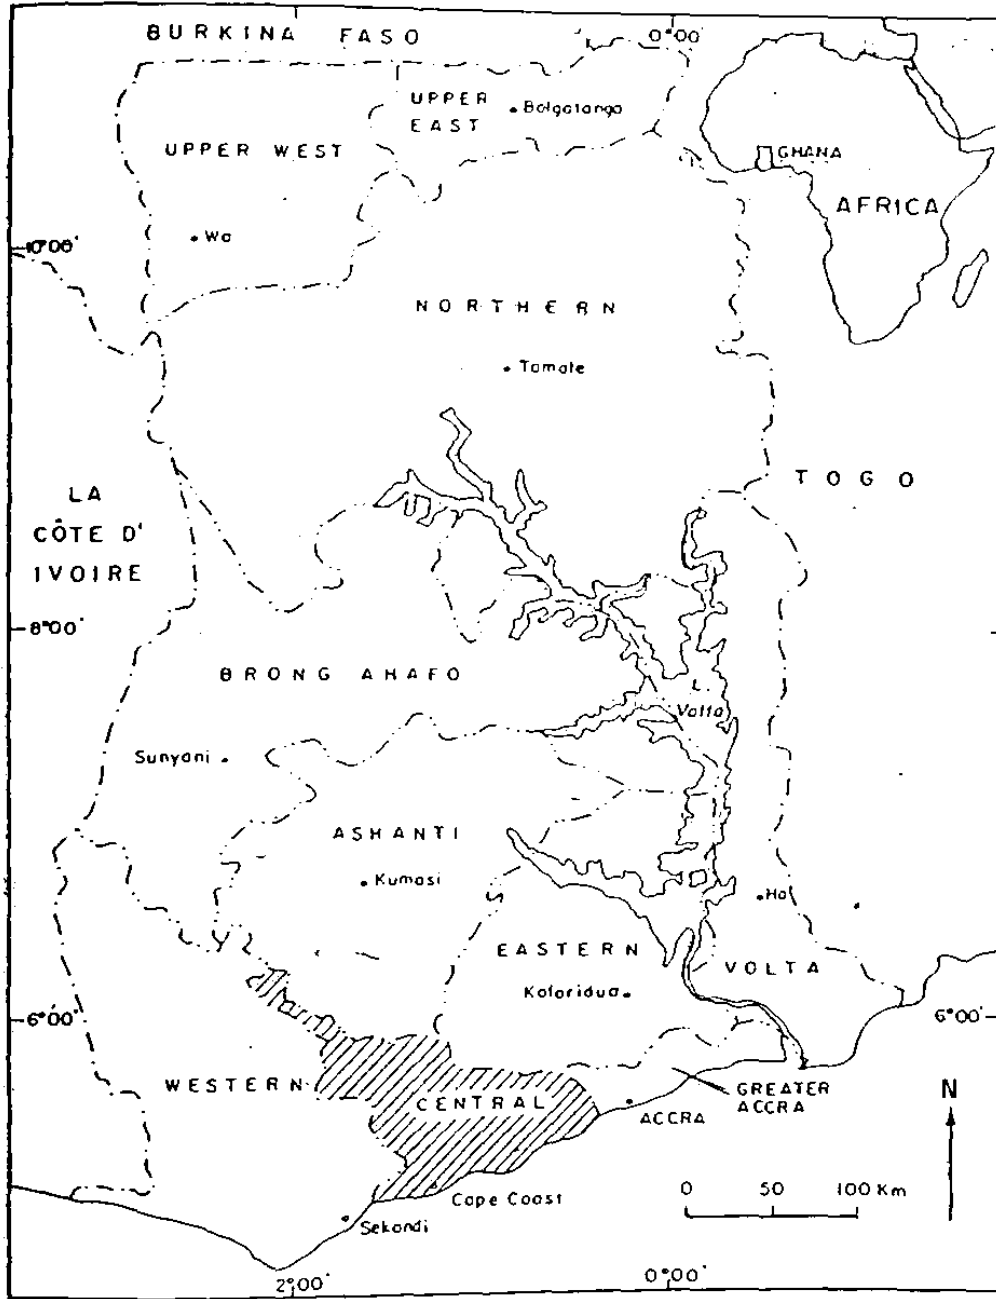 BURKINA FASO
0°00'
UPPER
EAST
Bolgatanga
UPPER WEST
GHANA
AFRICA
Wa
10°00'
NORTHERN
Tamale
TOGO
LA
CÔTE D'
IVOIRE
8°00'
BRONG AHAFO
L.
Volta
Sunyani
ASHANTI
Kumasi
Ho
EASTERN
VOLTA
Koforidua
6°00'
6°00'
WESTERN
CENTRAL
GREATER
ACCRA
ACCRA
N
Cape Coast
0 50 100 Km
Sekondi
2°00'
0°00'